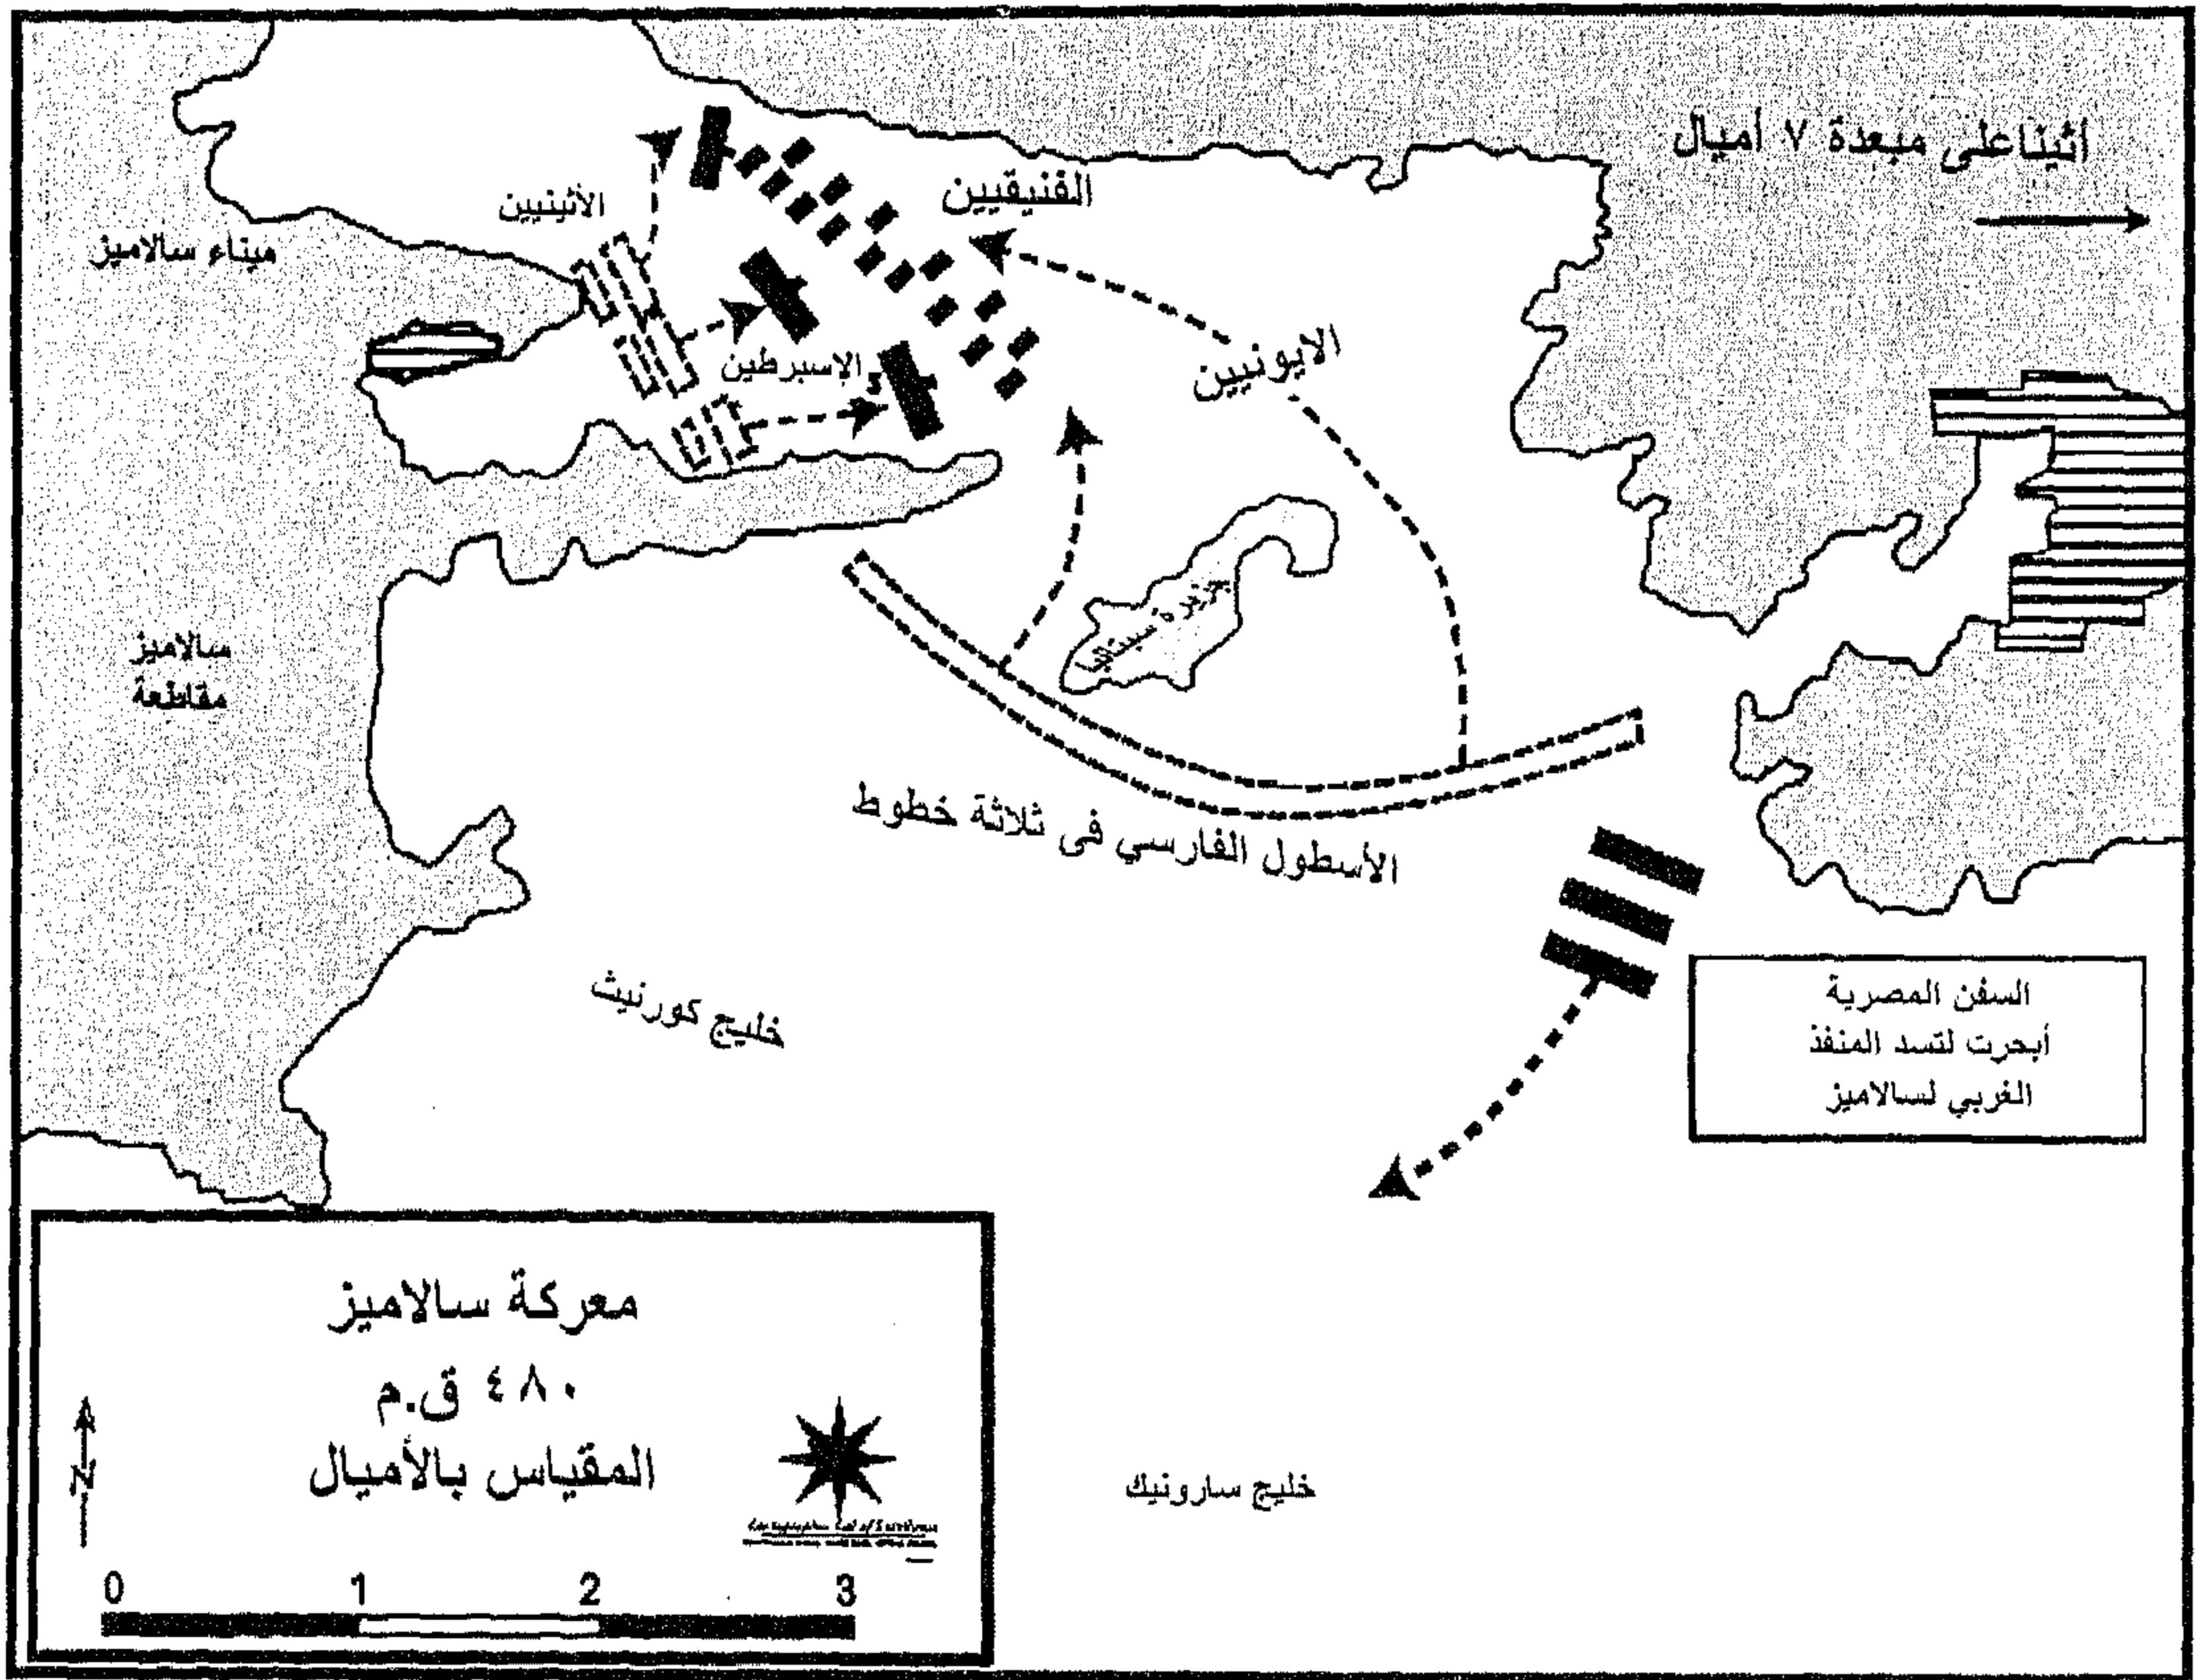 أثينا على مبعدة ٧ أميال
الفنيقيين
الأثينيين
ميناء سالاميز
الايونيين
الإسبرطين
جزيرة سيتاليا
سالاميز
مقاطعة
الأسطول الفارسي فى ثلاثة خطوط
السفن المصرية
أبحرت لتسد المنفذ
الغربي لسالاميز
خليج كورنيث
معركة سالاميز
٤٨٠ ق.م
المقياس بالأميال
N
خليج سارونيك
0 1 2 3